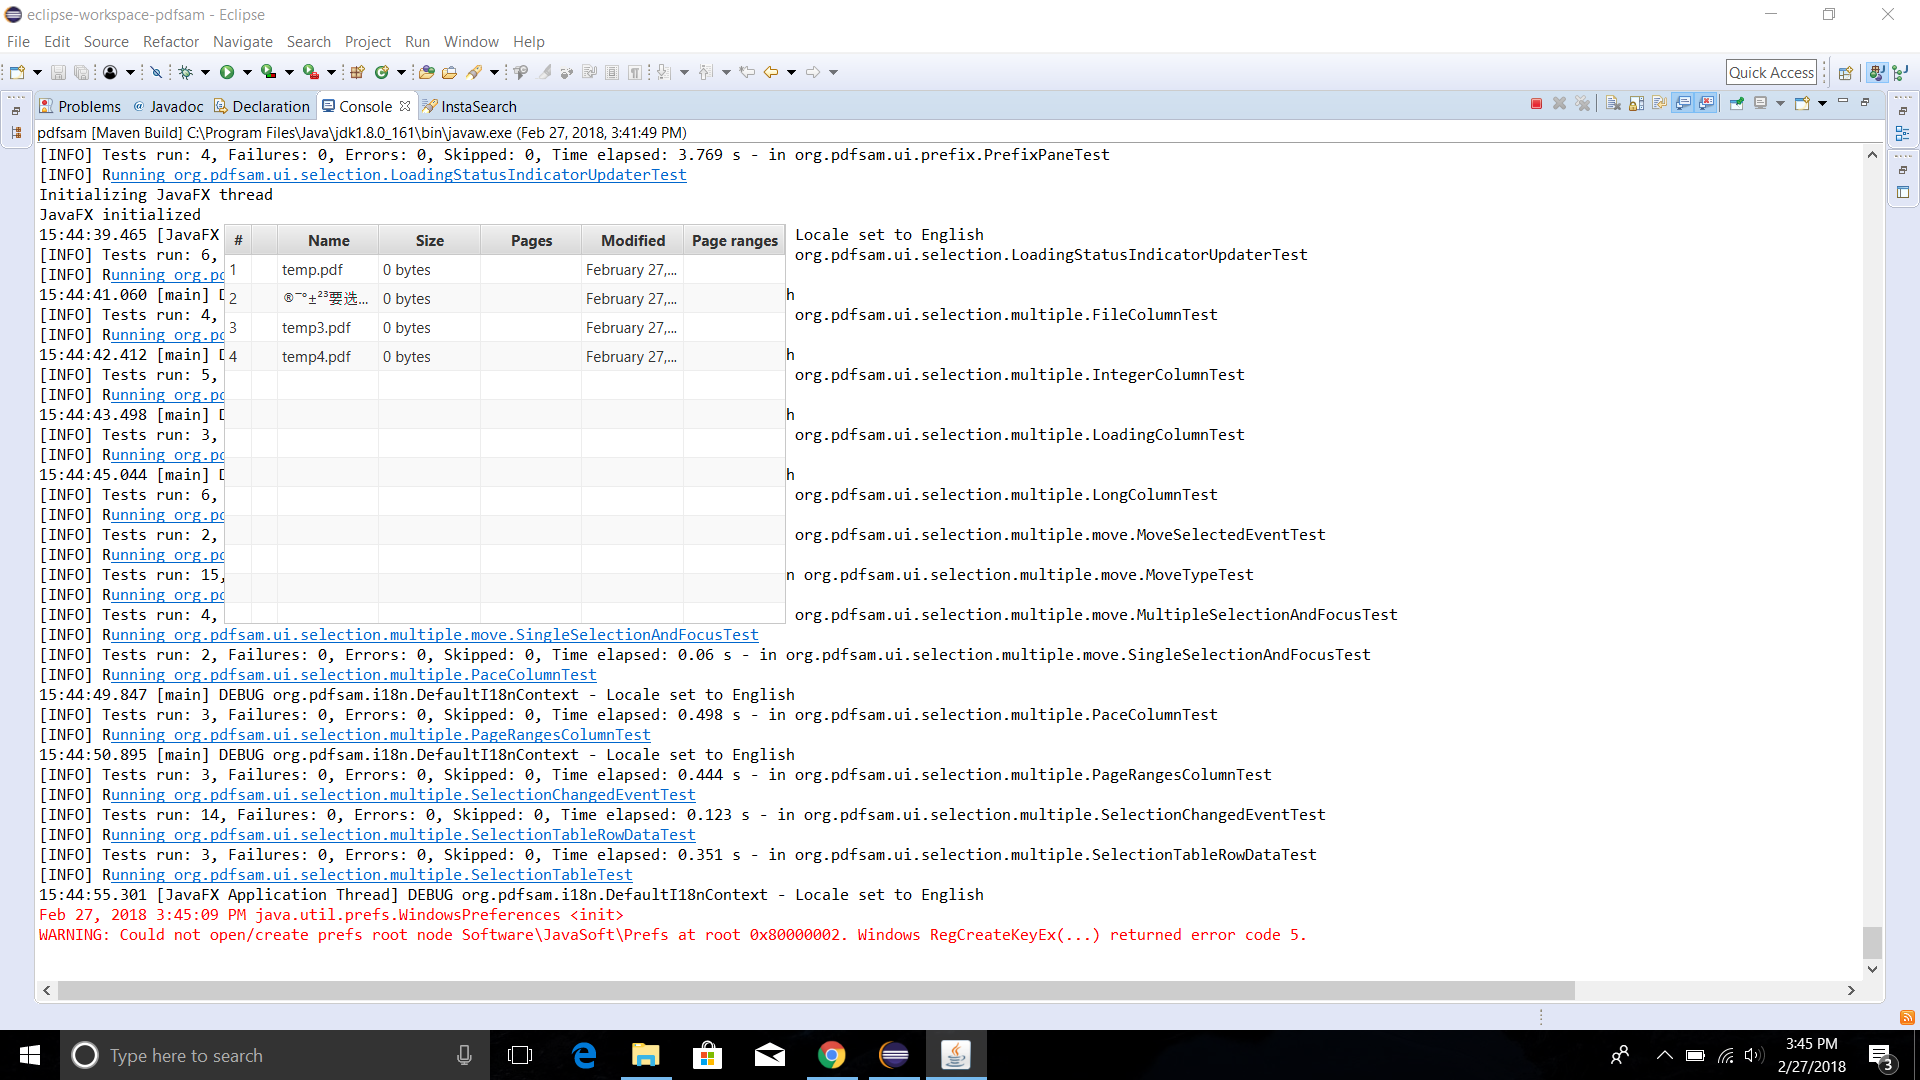 eclipse-workspace-pdfsam - Eclipse
File Edit Source Refactor Navigate Search Project Run Window Help
Quick Access
Problems @ Javadoc Declaration Console InstaSearch
pdfsam [Maven Build] C:\Program Files\Java\jdk1.8.0_161\bin\javaw.exe (Feb 27, 2018, 3:41:49 PM)
[INFO] Tests run: 4, Failures: 0, Errors: 0, Skipped: 0, Time elapsed: 3.769 s - in org.pdfsam.ui.prefix.PrefixPaneTest
[INFO] Running org.pdfsam.ui.selection.LoadingStatusIndicatorUpdaterTest
Initializing JavaFX thread
JavaFX initialized
15:44:39.465 [JavaFX Locale set to English
[INFO] Tests run: 6, org.pdfsam.ui.selection.LoadingStatusIndicatorUpdaterTest
[INFO] Running org.pd
15:44:41.060 [main] D h
[INFO] Tests run: 4, org.pdfsam.ui.selection.multiple.FileColumnTest
[INFO] Running org.pd
15:44:42.412 [main] D h
[INFO] Tests run: 5, org.pdfsam.ui.selection.multiple.IntegerColumnTest
[INFO] Running org.pd
15:44:43.498 [main] D h
[INFO] Tests run: 3, org.pdfsam.ui.selection.multiple.LoadingColumnTest
[INFO] Running org.pd
15:44:45.044 [main] D h
[INFO] Tests run: 6, org.pdfsam.ui.selection.multiple.LongColumnTest
[INFO] Running org.pd
[INFO] Tests run: 2, org.pdfsam.ui.selection.multiple.move.MoveSelectedEventTest
[INFO] Running org.pd
[INFO] Tests run: 15, n org.pdfsam.ui.selection.multiple.move.MoveTypeTest
[INFO] Running org.pd
[INFO] Tests run: 4, org.pdfsam.ui.selection.multiple.move.MultipleSelectionAndFocusTest
# Name Size Pages Modified Page ranges
1 temp.pdf 0 bytes February 27,...
2 ®¯°±²³要选... 0 bytes February 27,...
3 temp3.pdf 0 bytes February 27,...
4 temp4.pdf 0 bytes February 27,...
[INFO] Running org.pdfsam.ui.selection.multiple.move.SingleSelectionAndFocusTest
[INFO] Tests run: 2, Failures: 0, Errors: 0, Skipped: 0, Time elapsed: 0.06 s - in org.pdfsam.ui.selection.multiple.move.SingleSelectionAndFocusTest
[INFO] Running org.pdfsam.ui.selection.multiple.PaceColumnTest
15:44:49.847 [main] DEBUG org.pdfsam.i18n.DefaultI18nContext - Locale set to English
[INFO] Tests run: 3, Failures: 0, Errors: 0, Skipped: 0, Time elapsed: 0.498 s - in org.pdfsam.ui.selection.multiple.PaceColumnTest
[INFO] Running org.pdfsam.ui.selection.multiple.PageRangesColumnTest
15:44:50.895 [main] DEBUG org.pdfsam.i18n.DefaultI18nContext - Locale set to English
[INFO] Tests run: 3, Failures: 0, Errors: 0, Skipped: 0, Time elapsed: 0.444 s - in org.pdfsam.ui.selection.multiple.PageRangesColumnTest
[INFO] Running org.pdfsam.ui.selection.multiple.SelectionChangedEventTest
[INFO] Tests run: 14, Failures: 0, Errors: 0, Skipped: 0, Time elapsed: 0.123 s - in org.pdfsam.ui.selection.multiple.SelectionChangedEventTest
[INFO] Running org.pdfsam.ui.selection.multiple.SelectionTableRowDataTest
[INFO] Tests run: 3, Failures: 0, Errors: 0, Skipped: 0, Time elapsed: 0.351 s - in org.pdfsam.ui.selection.multiple.SelectionTableRowDataTest
[INFO] Running org.pdfsam.ui.selection.multiple.SelectionTableTest
15:44:55.301 [JavaFX Application Thread] DEBUG org.pdfsam.i18n.DefaultI18nContext - Locale set to English
Feb 27, 2018 3:45:09 PM java.util.prefs.WindowsPreferences <init>
WARNING: Could not open/create prefs root node Software\JavaSoft\Prefs at root 0x80000002. Windows RegCreateKeyEx(...) returned error code 5.
Type here to search
3:45 PM
2/27/2018
3